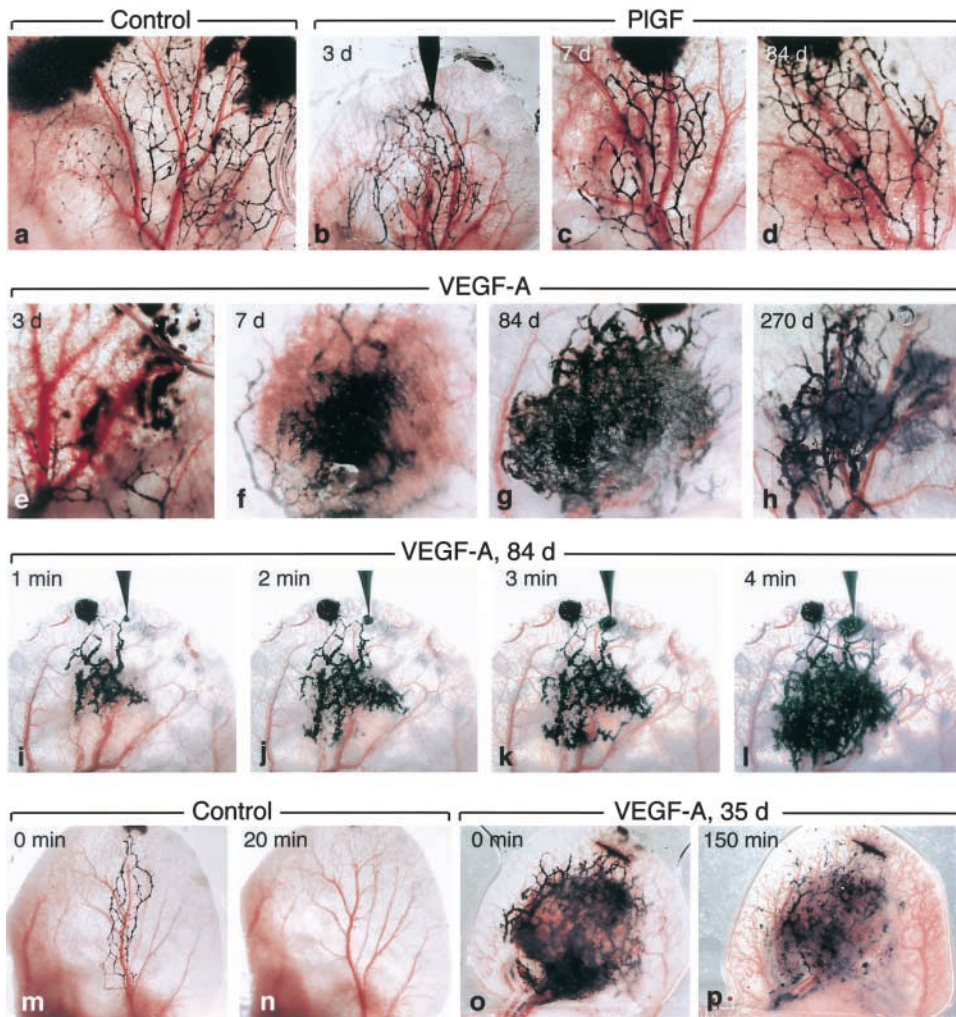 Control PlGF
3 d 7 d 84 d
a b c d
VEGF-A
3 d 7 d 84 d 270 d
e f g h
VEGF-A, 84 d
1 min 2 min 3 min 4 min
i j k l
Control VEGF-A, 35 d
0 min 20 min 0 min 150 min
m n o p